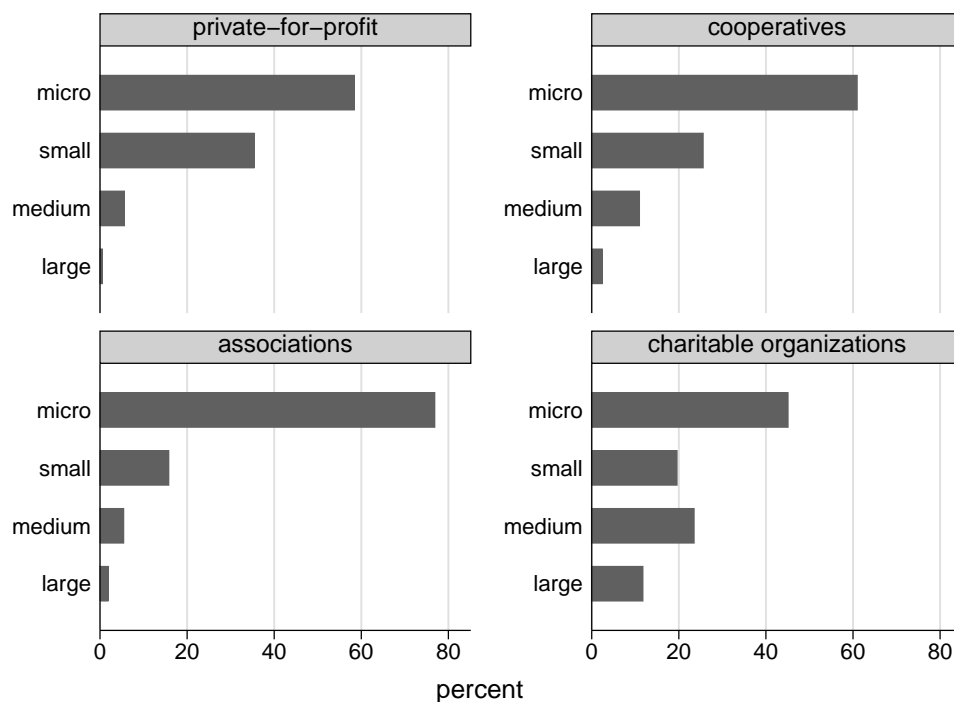 private−for−profit
micro
small
medium
large
cooperatives
micro
small
medium
large
associations
micro
small
medium
large
0 20 40 60 80
charitable organizations
micro
small
medium
large
0 20 40 60 80
percent